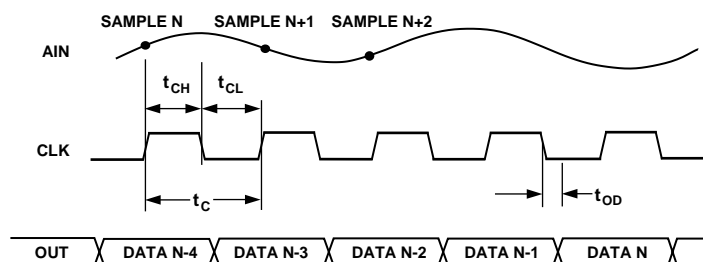 SAMPLE N SAMPLE N+1 SAMPLE N+2
AIN
tCH tCL
CLK
tC
tOD
OUT DATA N-4 DATA N-3 DATA N-2 DATA N-1 DATA N